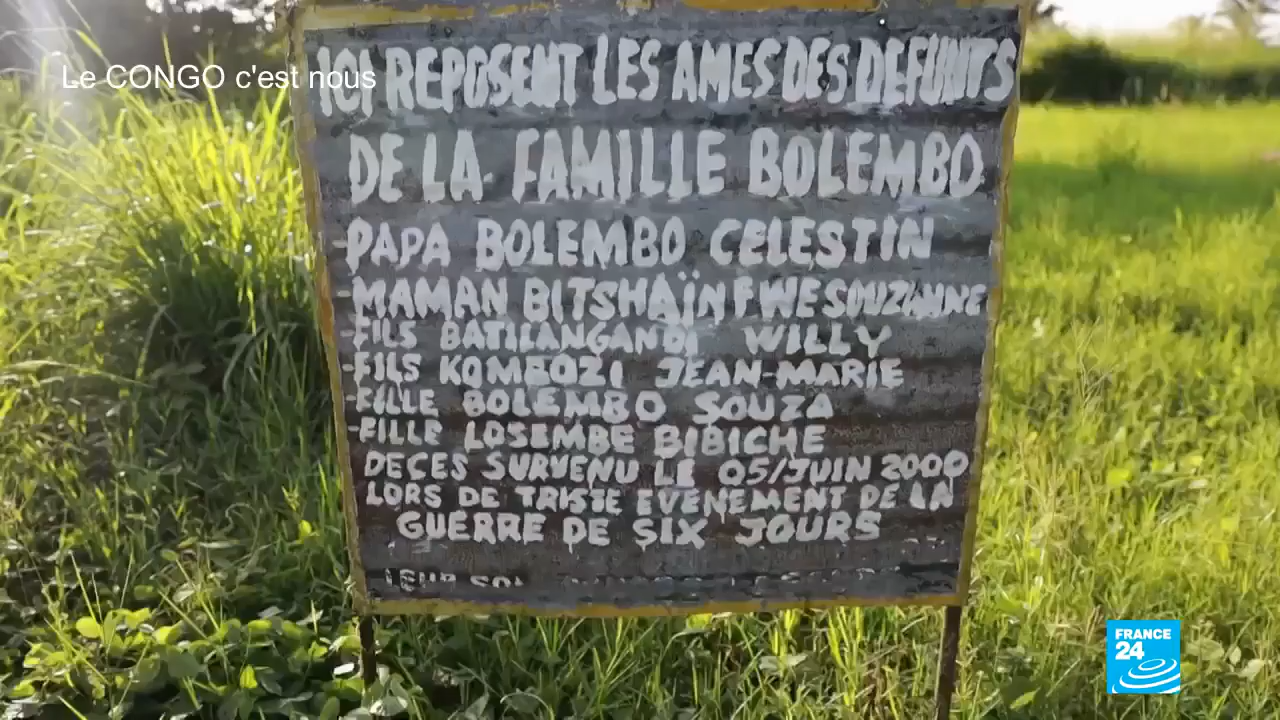 Le CONGO c'est nous
ICI REPOSENT LES AMES DES DEFUNTS
DE LA FAMILLE BOLEMBO
-PAPA BOLEMBO CELESTIN
-MAMAN BITSHAÏNFWE SOUZANNE
-FILS BATILANGANDI WILLY
-FILS KOMBOZI JEAN-MARIE
-FILLE BOLEMBO SOUZA
-FILLE LOSEMBE BIBICHE
DECES SURVENU LE 05/JUIN 2000
LORS DE TRISTE EVENEMENT DE LA
GUERRE DE SIX JOURS
LEUR
FRANCE
24